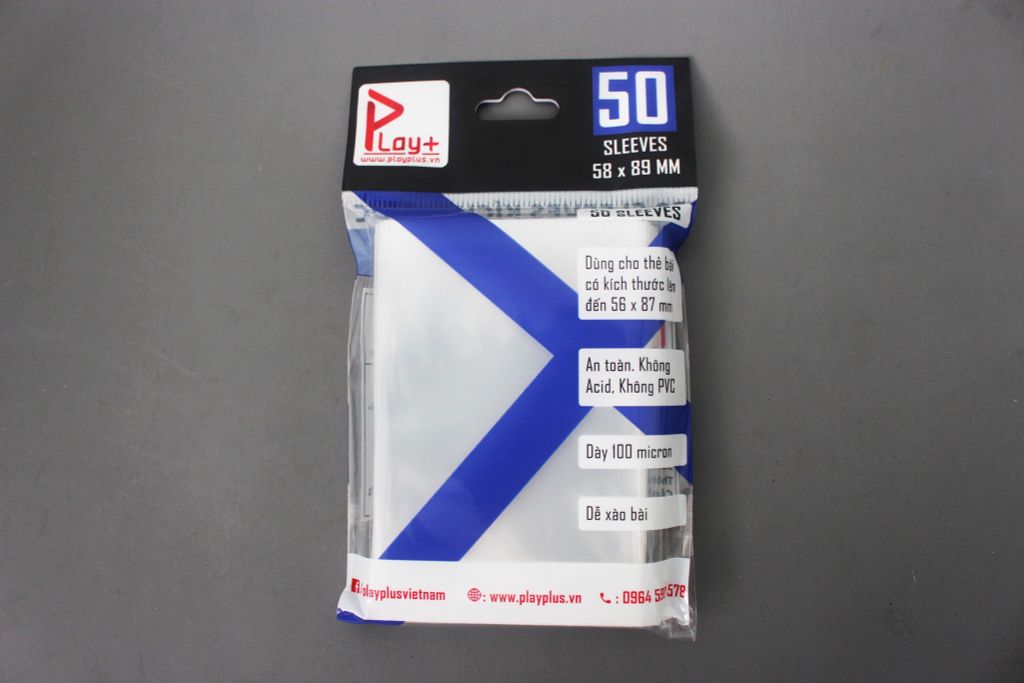 Play+
www.playplus.vn
50
SLEEVES
58 x 89 MM
50 SLEEVES
Dùng cho thẻ bài
có kích thước lên
đến 56 x 87 mm
An toàn. Không
Acid, Không PVC
Dày 100 micron
Dễ xào bài
playplusvietnam
: www.playplus.vn
: 0964